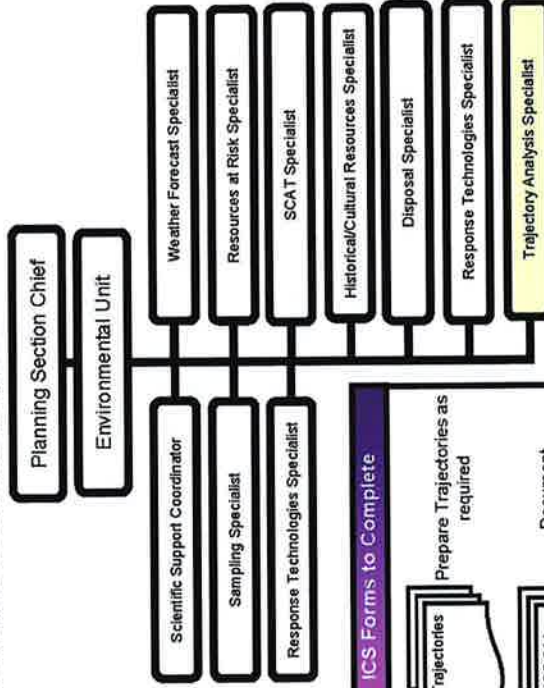 Planning Section Chief
Environmental Unit
Scientific Support Coordinator
Sampling Specialist
Response Technologies Specialist
Weather Forecast Specialist
Resources at Risk Specialist
SCAT Specialist
Historical/Cultural Resources Specialist
Disposal Specialist
Response Technologies Specialist
Trajectory Analysis Specialist
ICS Forms to Complete
Trajectories
Prepare Trajectories as
required